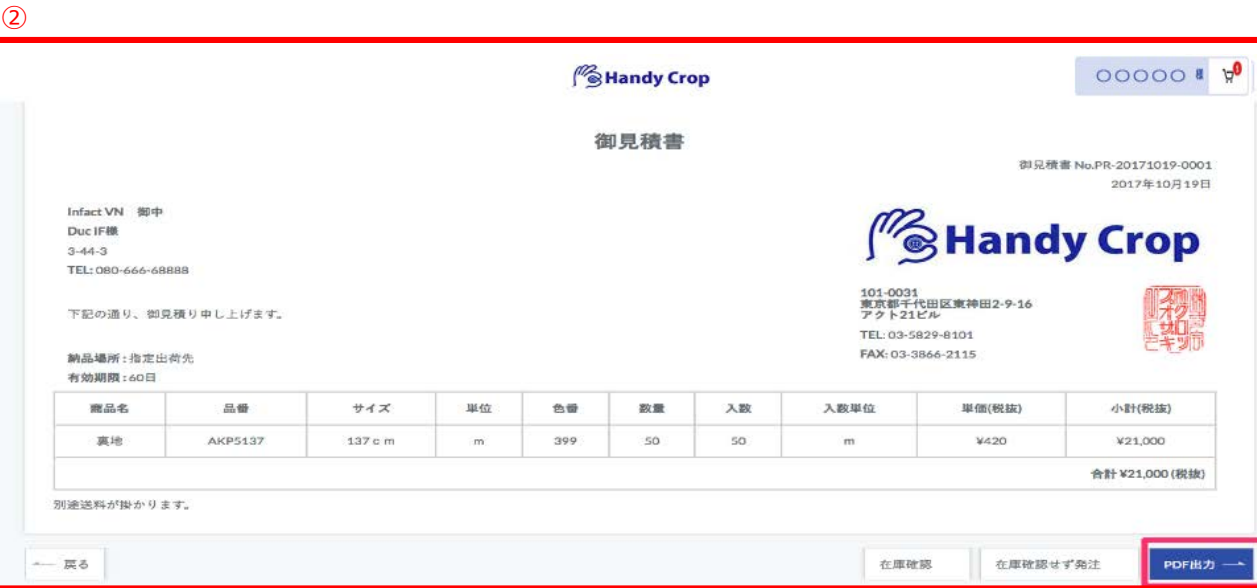 ②
Handy Crop
○○○○○ 様
0
御見積書
御見積書 No.PR-20171019-0001
2017年10月19日
Infact VN 御中
Duc IF様
3-44-3
TEL: 080-666-68888
下記の通り、御見積り申し上げます。
納品場所 : 指定出荷先
有効期限 : 60日
Handy Crop
101-0031
東京都千代田区東神田2-9-16
アクト21ビル
TEL: 03-5829-8101
FAX: 03-3866-2115
商品名 品番 サイズ 単位 色番 数量 入数 入数単位 単価(税抜) 小計(税抜)
裏地 AKP5137 137ｃｍ m 399 50 50 m ¥420 ¥21,000
合計 ¥21,000 (税抜)
別途送料が掛かります。
戻る
在庫確認
在庫確認せず発注
PDF出力